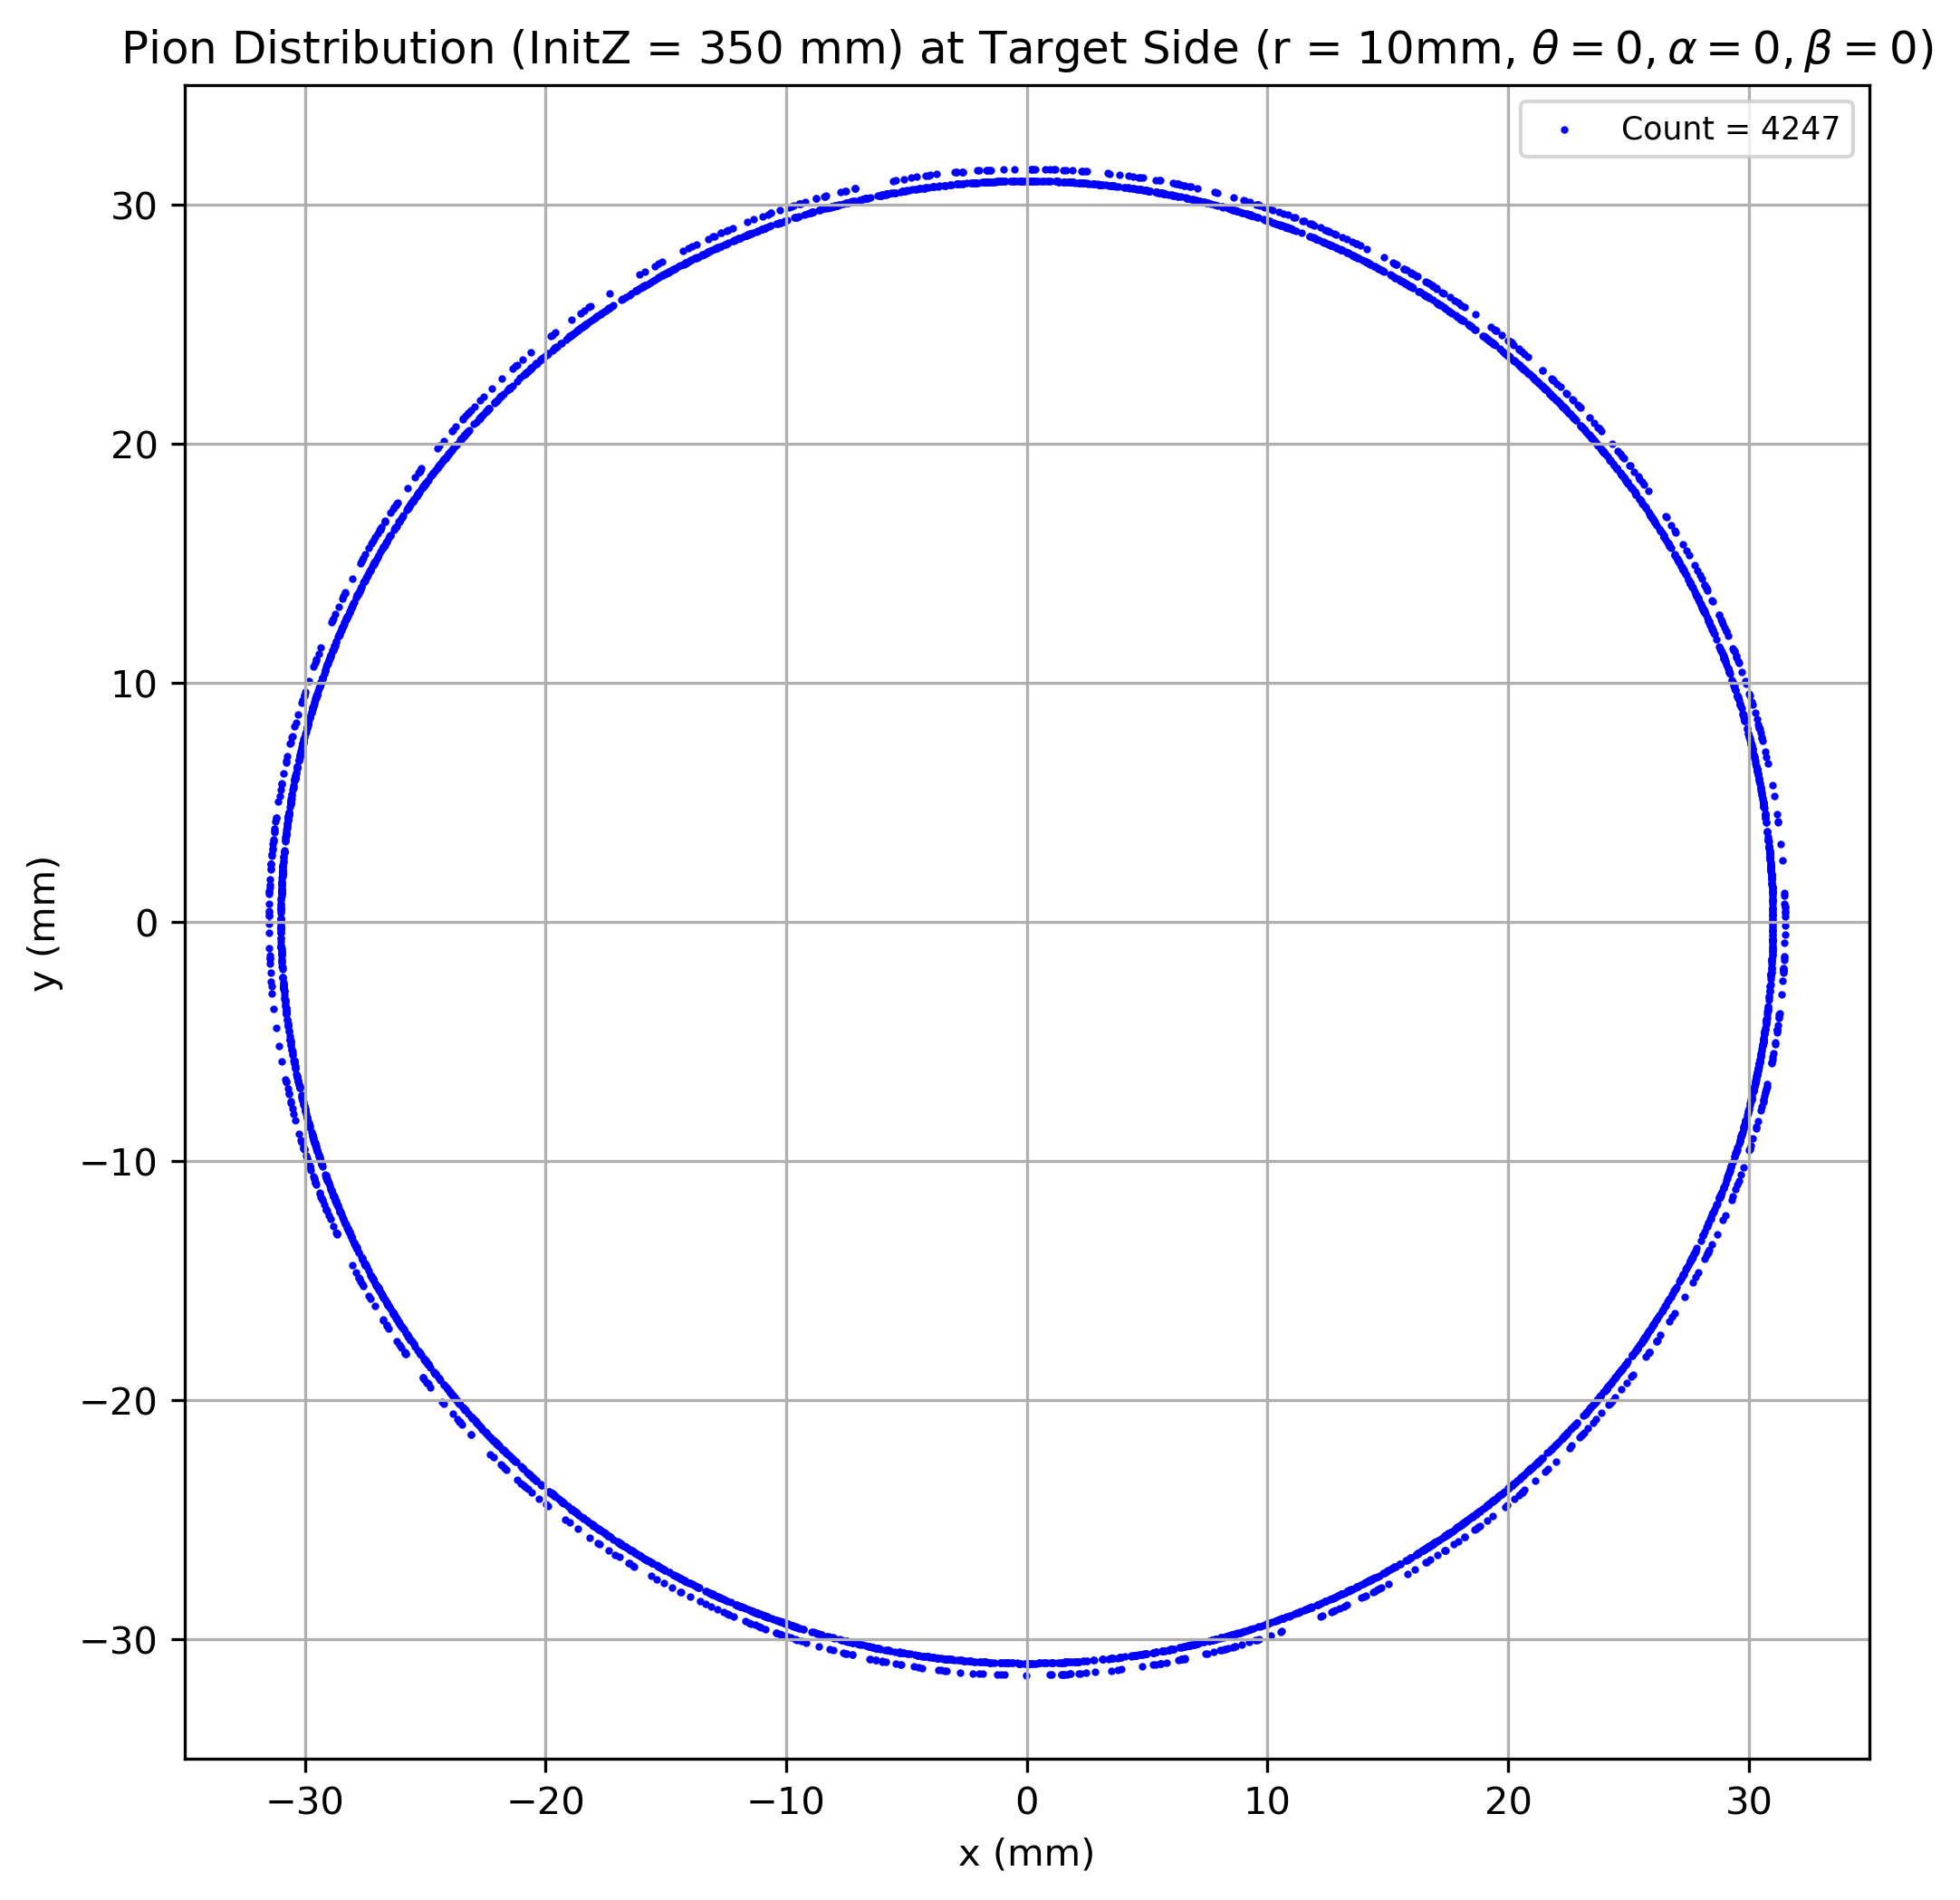 Pion Distribution (InitZ = 350 mm) at Target Side (r = 10mm, θ = 0, α = 0, β = 0)
Count = 4247
30
20
10
0
−10
−20
−30
y (mm)
−30 −20 −10 0 10 20 30
x (mm)